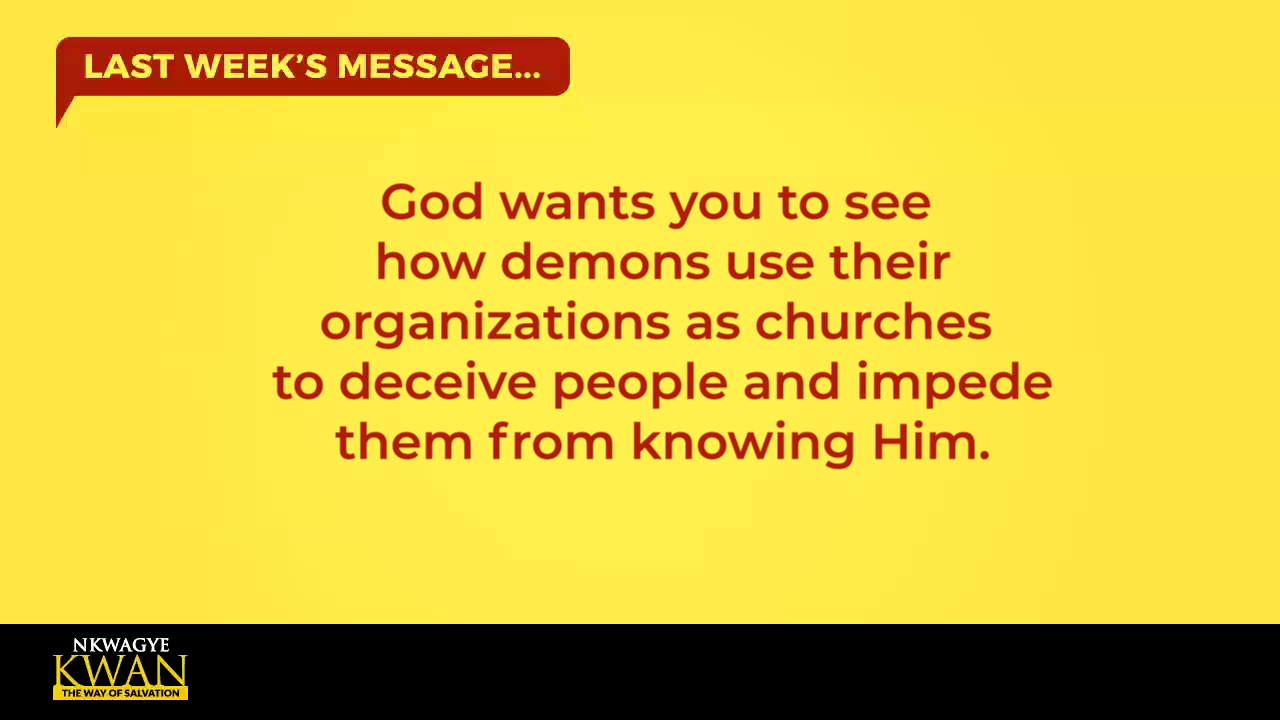 LAST WEEK'S MESSAGE...
God wants you to see
how demons use their
organizations as churches
to deceive people and impede
them from knowing Him.
NKWAGYE
KWAN
THE WAY OF SALVATION